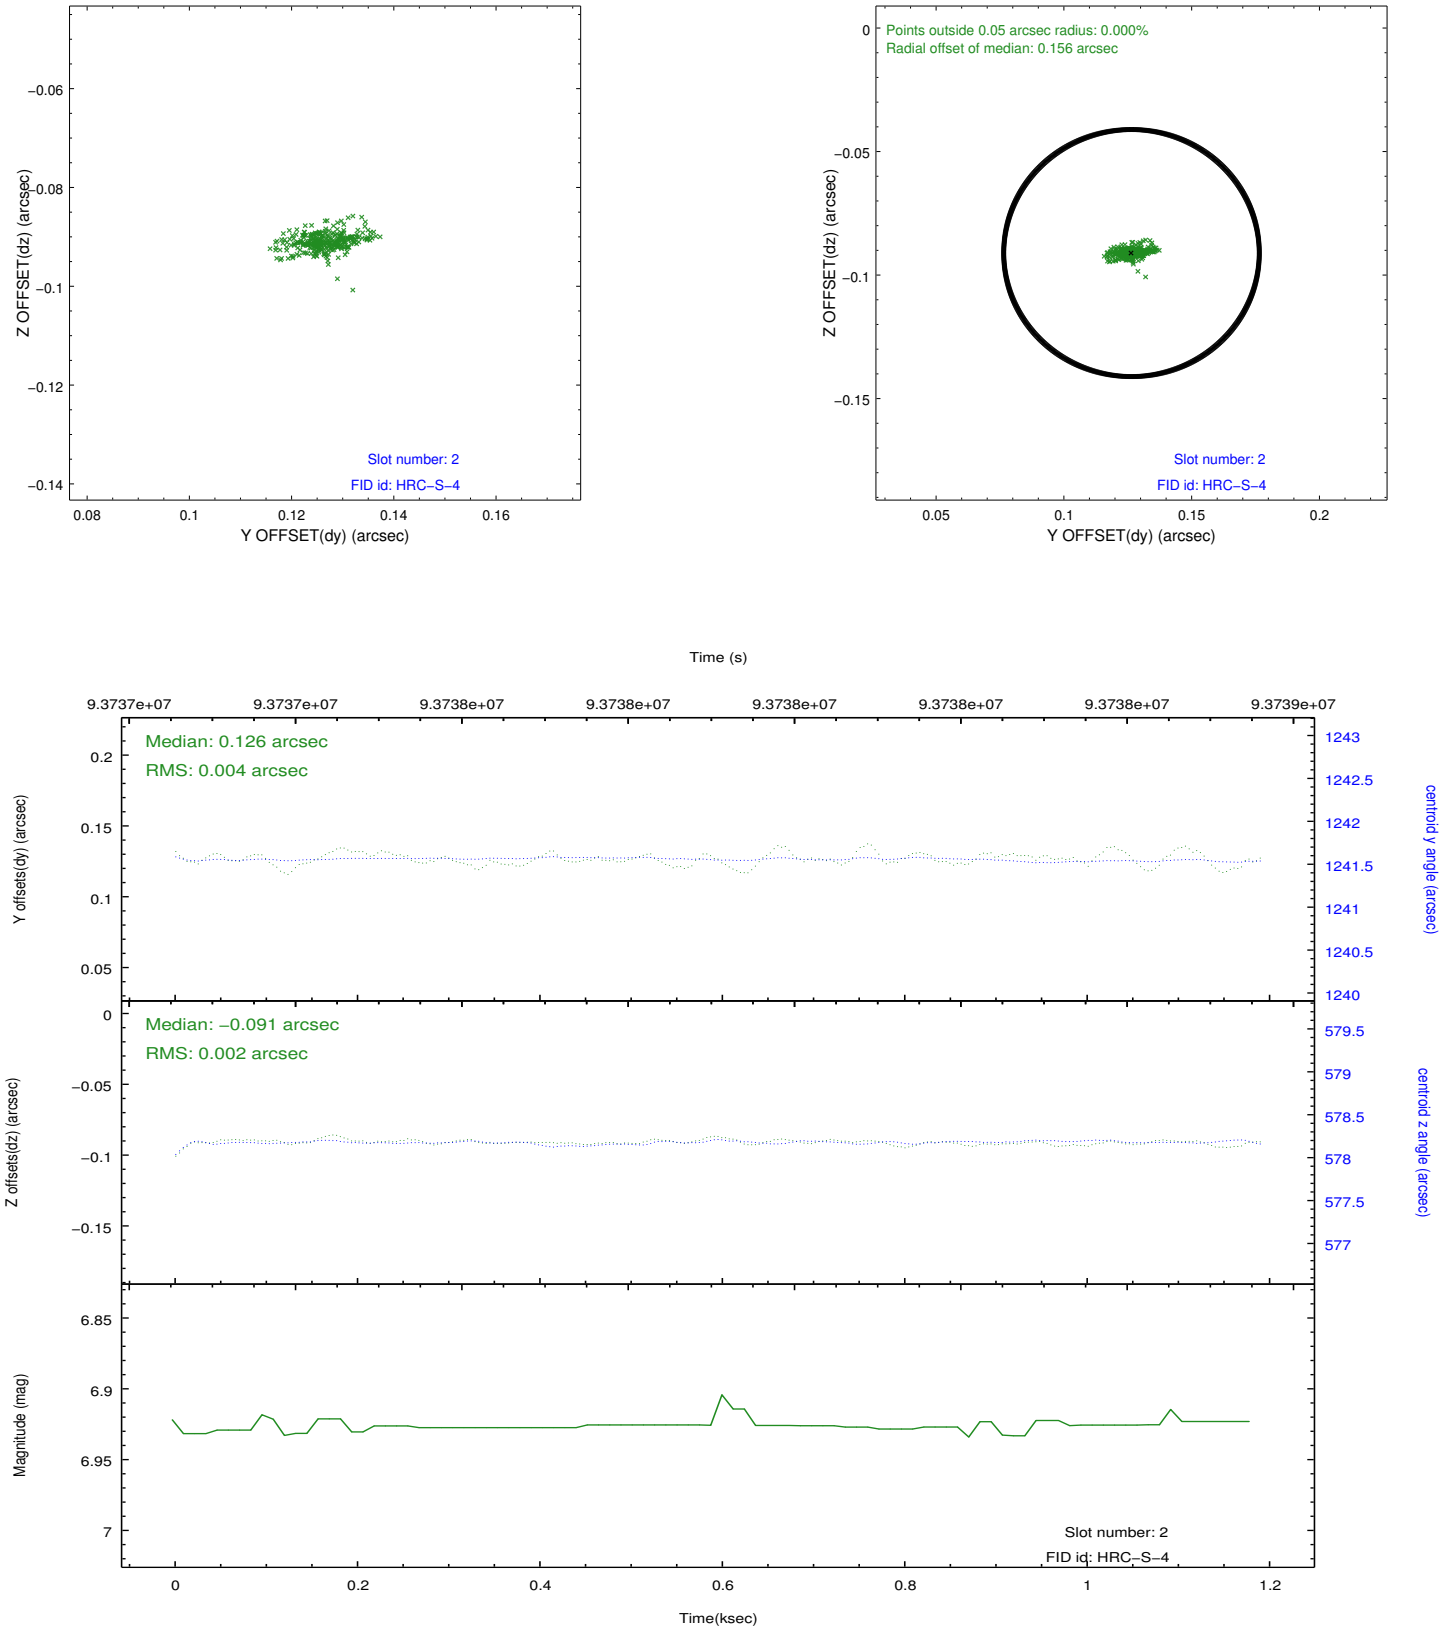 −0.06
−0.08
−0.1
−0.12
−0.14
Z OFFSET(dz) (arcsec)
Slot number: 2
FID id: HRC−S−4
0.08 0.1 0.12 0.14 0.16
Y OFFSET(dy) (arcsec)
Points outside 0.05 arcsec radius: 0.000%
Radial offset of median: 0.156 arcsec
0
−0.05
−0.1
−0.15
Z OFFSET(dz) (arcsec)
Slot number: 2
FID id: HRC−S−4
0.05 0.1 0.15 0.2
Y OFFSET(dy) (arcsec)
Time (s)
9.3737e+07 9.3737e+07 9.3738e+07 9.3738e+07 9.3738e+07 9.3738e+07 9.3738e+07 9.3739e+07
Median: 0.126 arcsec
RMS: 0.004 arcsec
0.2
0.15
0.1
0.05
Y offsets(dy) (arcsec)
1243
1242.5
1242
1241.5
1241
1240.5
1240
centroid y angle (arcsec)
Median: −0.091 arcsec
RMS: 0.002 arcsec
0
−0.05
−0.1
−0.15
Z offsets(dz) (arcsec)
579.5
579
578.5
578
577.5
577
centroid z angle (arcsec)
6.85
6.9
6.95
7
Magnitude (mag)
Slot number: 2
FID id: HRC−S−4
0 0.2 0.4 0.6 0.8 1 1.2
Time(ksec)